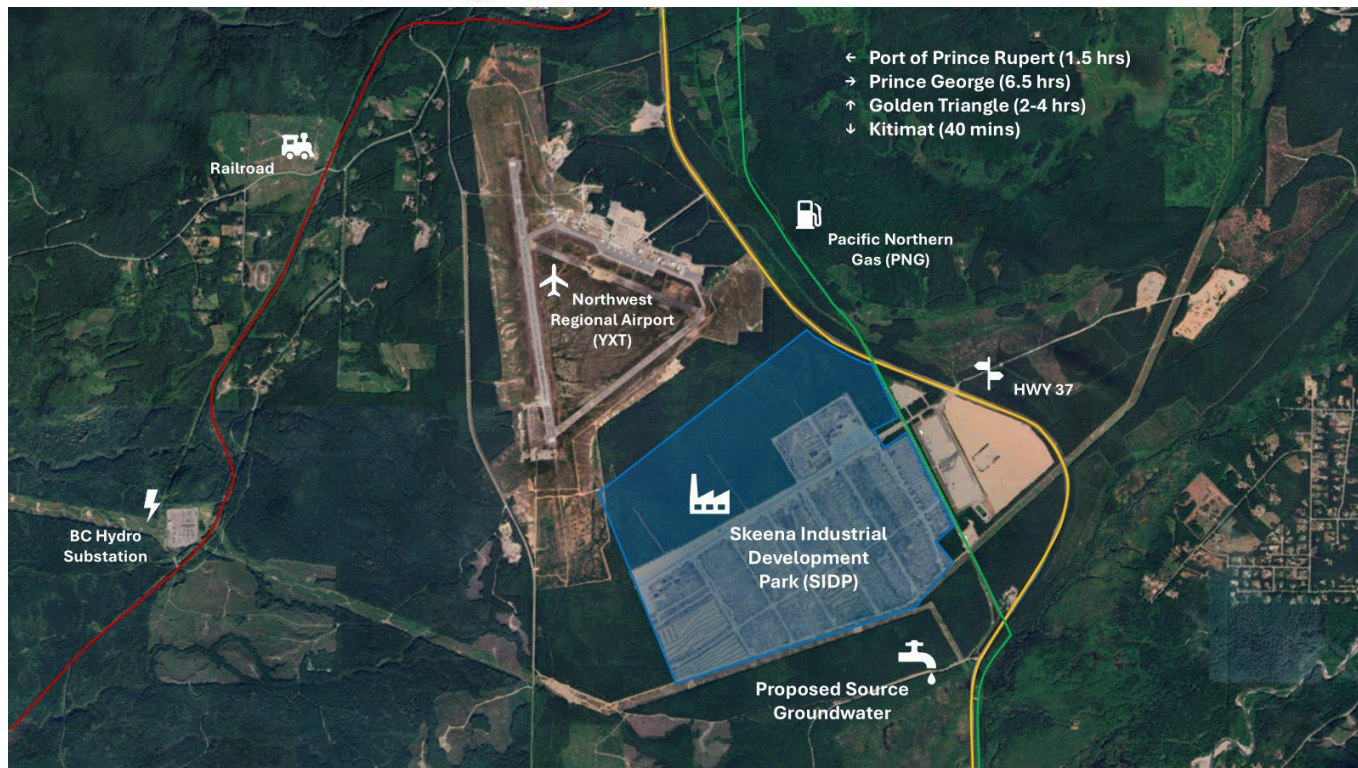 ← Port of Prince Rupert (1.5 hrs)
→ Prince George (6.5 hrs)
↑ Golden Triangle (2-4 hrs)
↓ Kitimat (40 mins)
Railroad
Pacific Northern
Gas (PNG)
Northwest
Regional Airport
(YXT)
HWY 37
BC Hydro
Substation
Skeena Industrial
Development
Park (SIDP)
Proposed Source
Groundwater